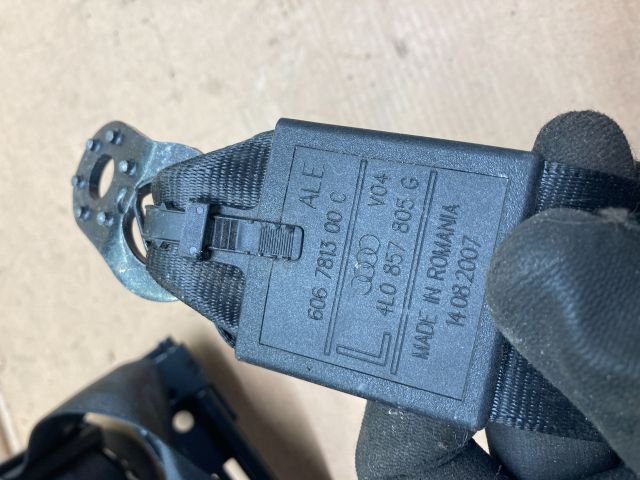 ALE
606 7813 00 C
V04
4L0 857 805 G
L
MADE IN ROMANIA
14.08.2007